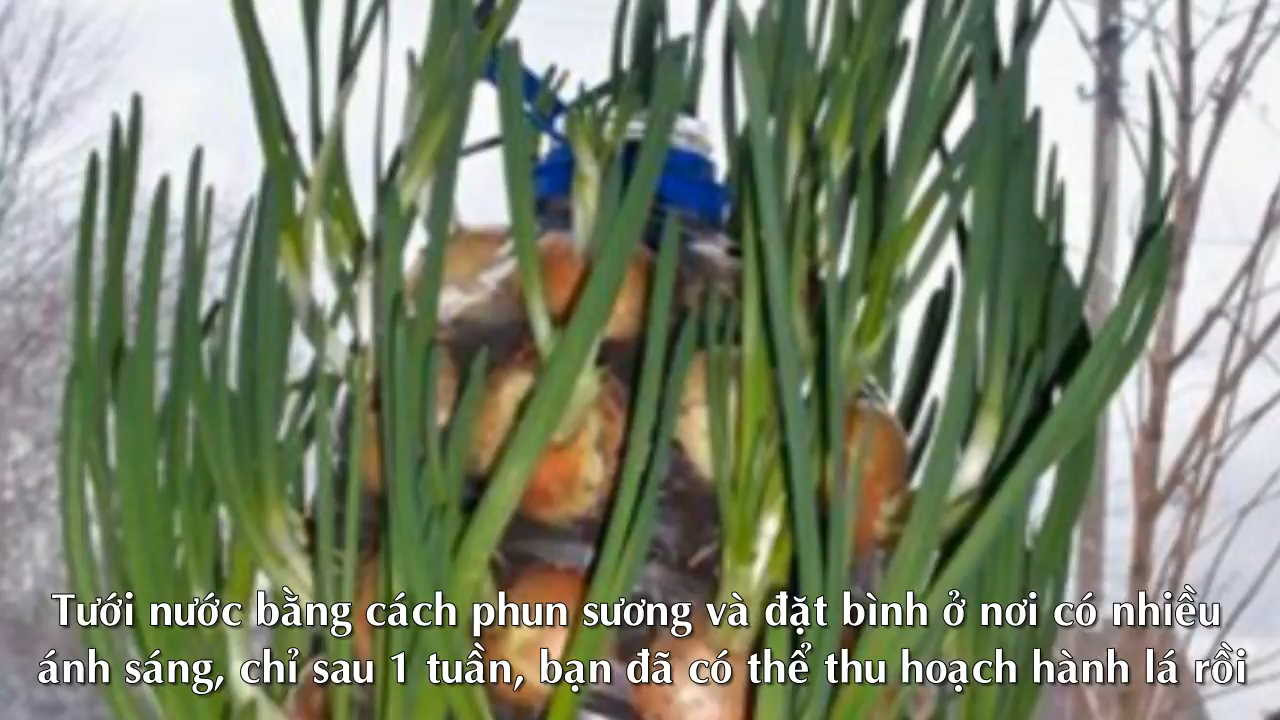 Tưới nước bằng cách phun sương và đặt bình ở nơi có nhiều
ánh sáng, chỉ sau 1 tuần, bạn đã có thể thu hoạch hành lá rồi